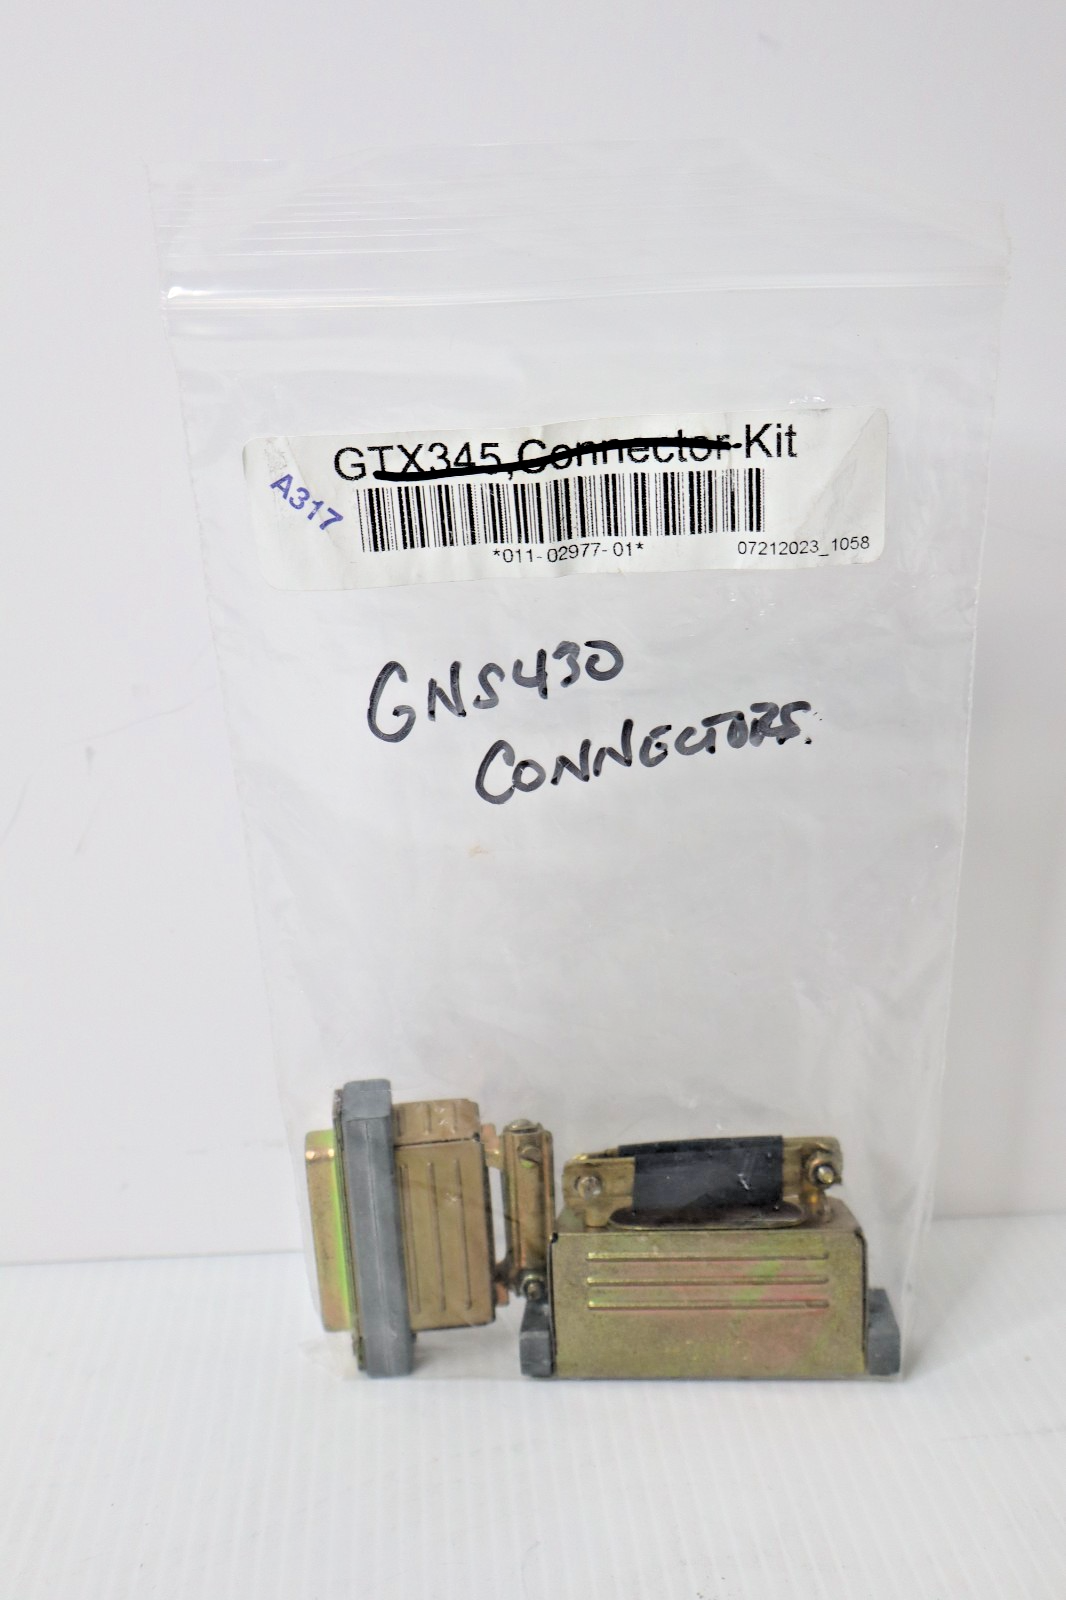 GTX345, Connector Kit
A317
*011-02977-01*
07212023_1058
GNS430
CONNECTORS